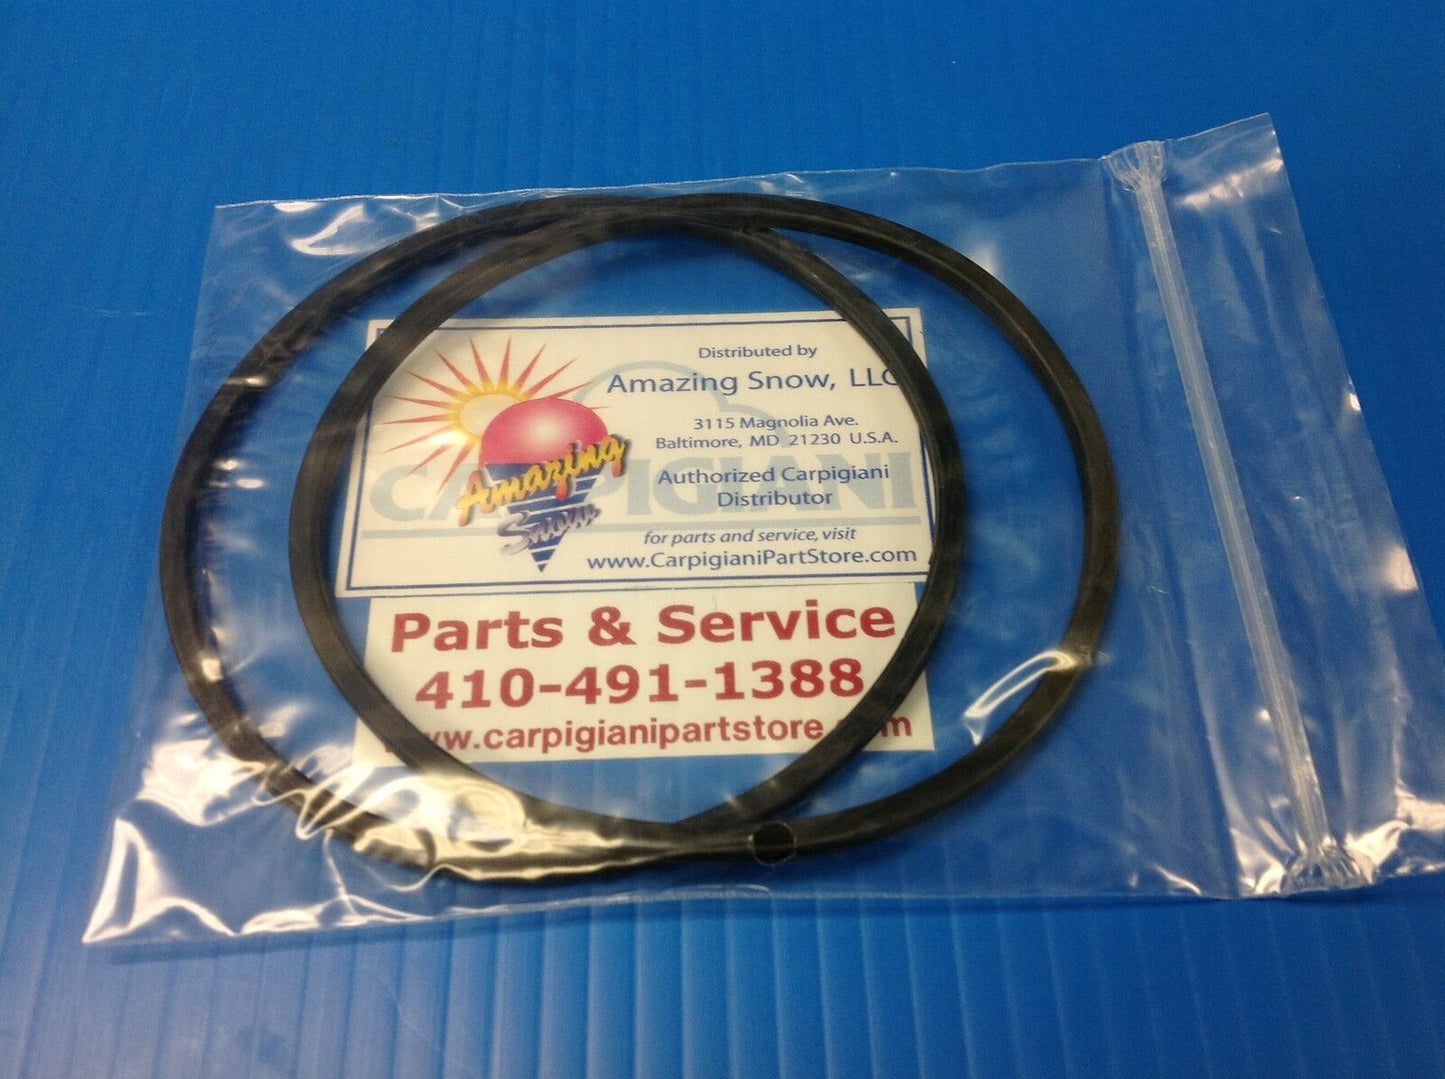 Distributed by
Amazing Snow, LLC
3115 Magnolia Ave.
Baltimore, MD 21230 U.S.A.
CARPIGIANI
Authorized Carpigiani
Distributor
Amazing
Snow
for parts and service, visit
www.CarpigianiPartStore.com
Parts & Service
410-491-1388
www.carpigianipartstore.com